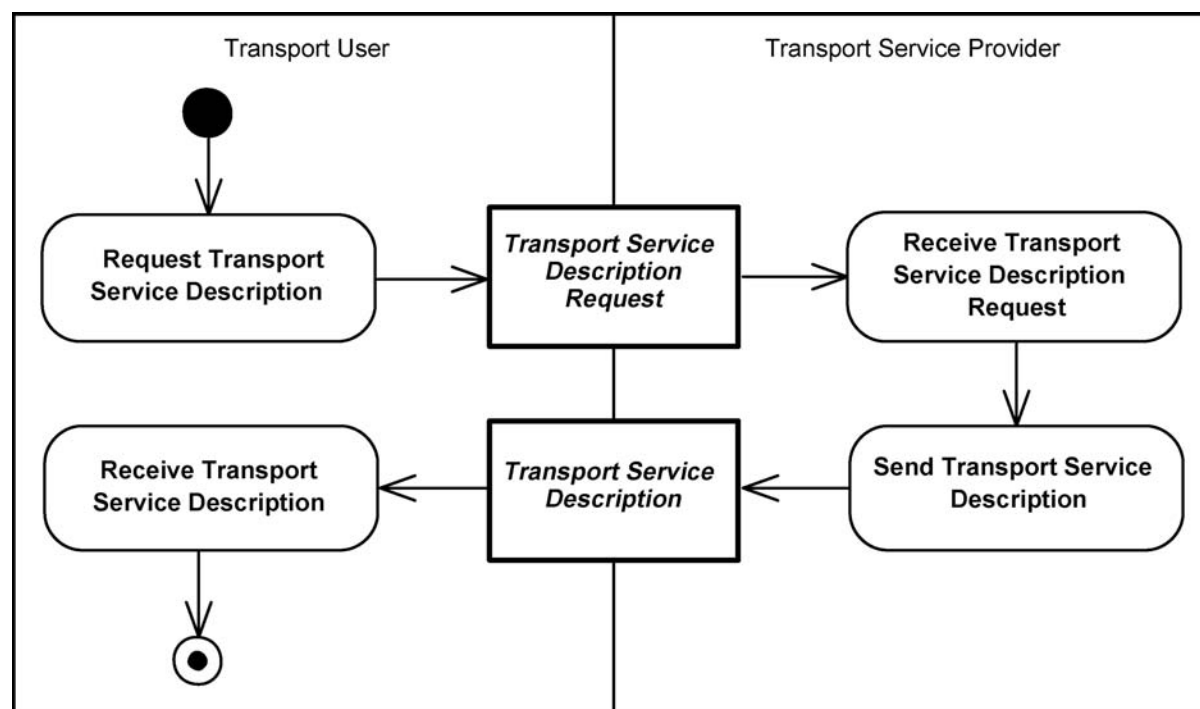 Transport User
Transport Service Provider
Request Transport
Service Description
Transport Service
Description
Request
Receive Transport
Service Description
Request
Receive Transport
Service Description
Transport Service
Description
Send Transport Service
Description